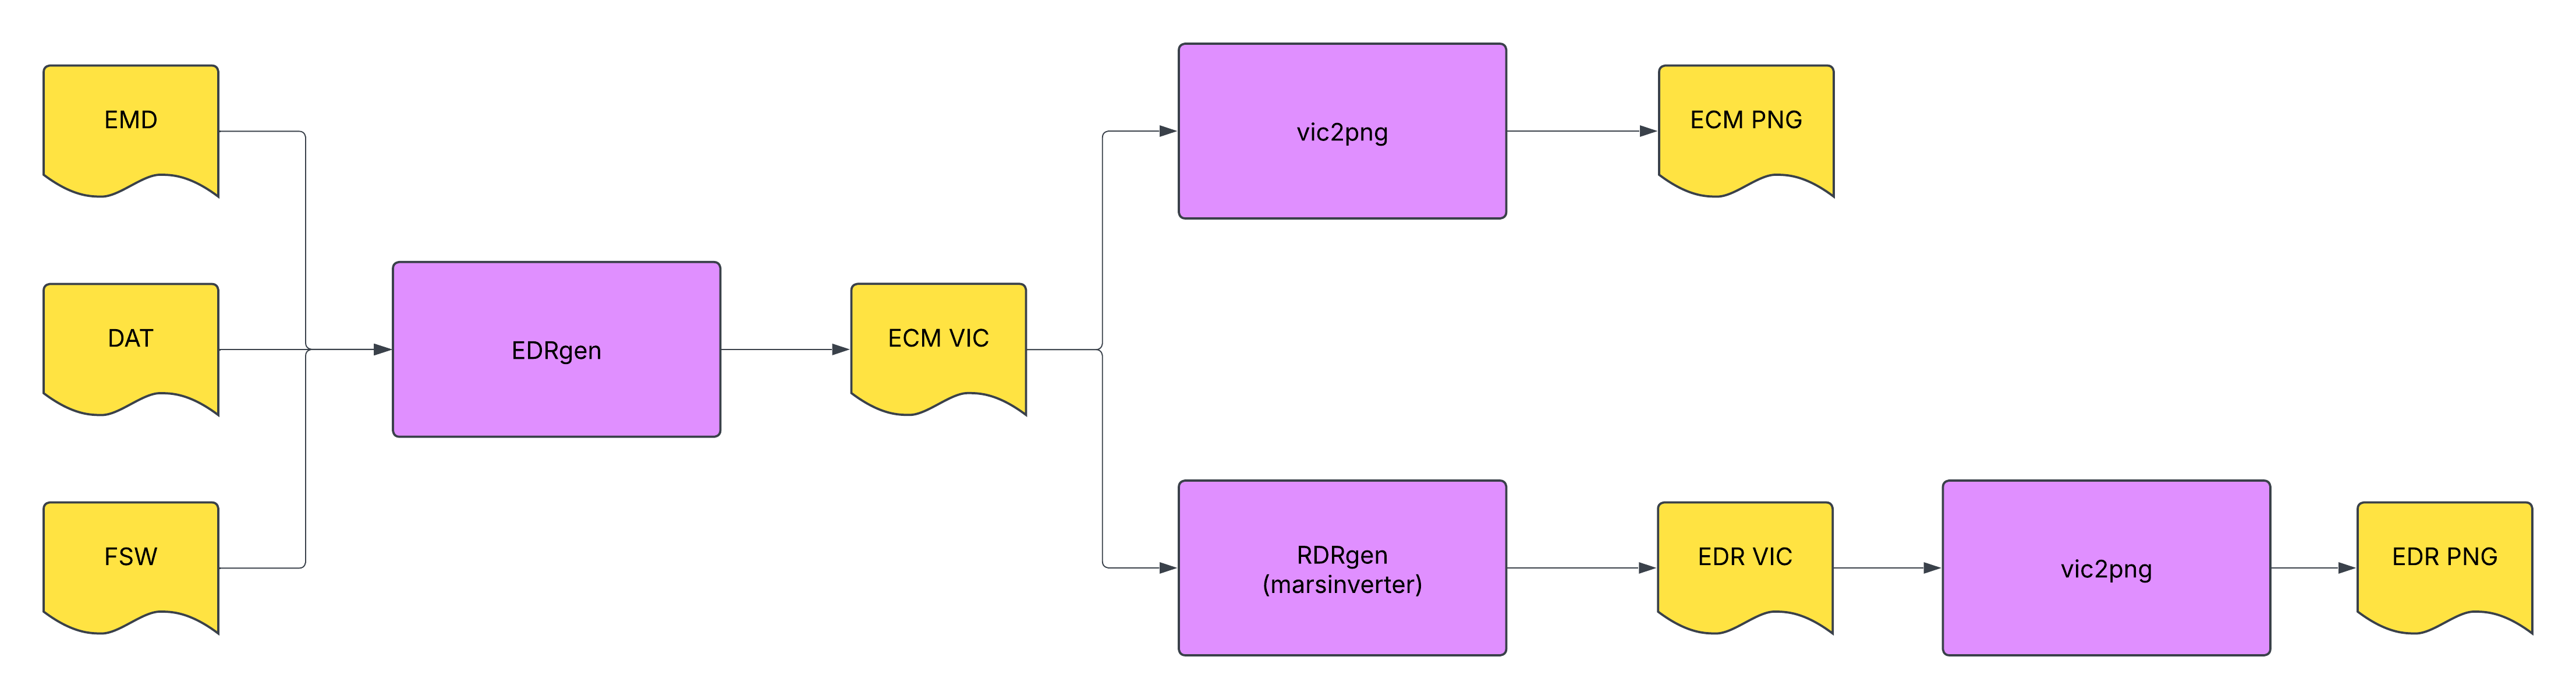 EMD
DAT
FSW
EDRgen
ECM VIC
vic2png
ECM PNG
RDRgen
(marsinverter)
EDR VIC
vic2png
EDR PNG